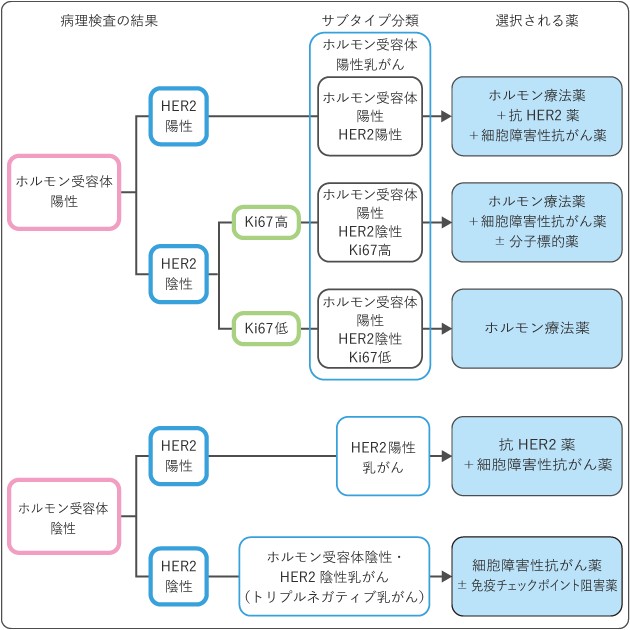 病理検査の結果
サブタイプ分類
選択される薬
ホルモン受容体
陽性乳がん
HER2
陽性
ホルモン受容体
陽性
HER2陽性
ホルモン療法薬
+抗HER2薬
+細胞障害性抗がん薬
ホルモン受容体
陽性
HER2
陰性
Ki67高
ホルモン受容体
陽性
HER2陰性
Ki67高
ホルモン療法薬
+細胞障害性抗がん薬
±分子標的薬
Ki67低
ホルモン受容体
陽性
HER2陰性
Ki67低
ホルモン療法薬
ホルモン受容体
陰性
HER2
陽性
HER2陽性
乳がん
抗HER2薬
+細胞障害性抗がん薬
HER2
陰性
ホルモン受容体陰性・
HER2陰性乳がん
(トリプルネガティブ乳がん)
細胞障害性抗がん薬
±免疫チェックポイント阻害薬